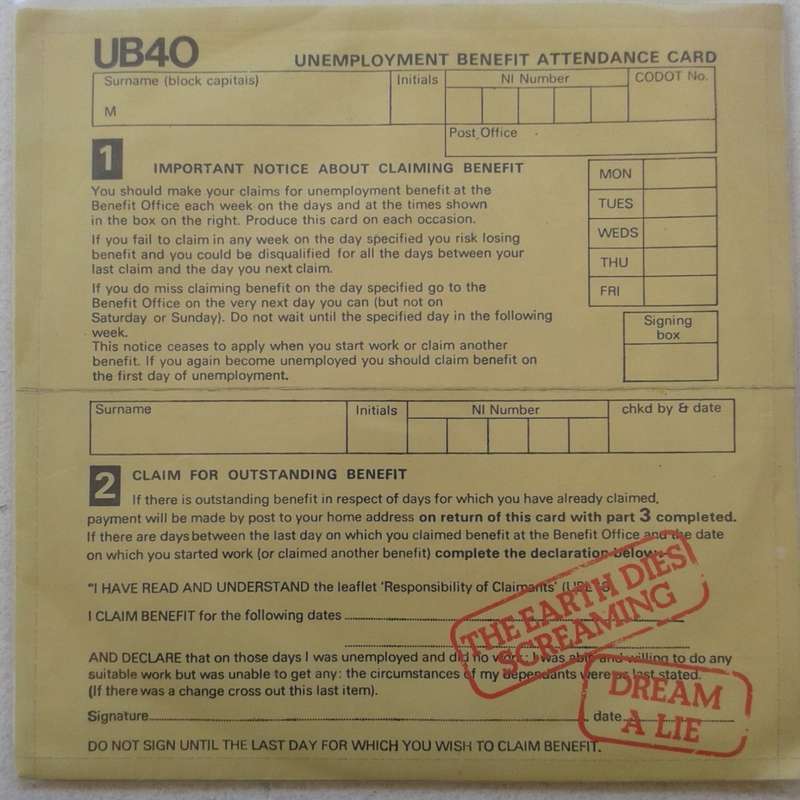 UB40
UNEMPLOYMENT BENEFIT ATTENDANCE CARD
Surname (block capitals)
Initials
NI Number
CODOT No.
M
Post Office
1 IMPORTANT NOTICE ABOUT CLAIMING BENEFIT
You should make your claims for unemployment benefit at the
Benefit Office each week on the days and at the times shown
in the box on the right. Produce this card on each occasion.
If you fail to claim in any week on the day specified you risk losing
benefit and you could be disqualified for all the days between your
last claim and the day you next claim.
If you do miss claiming benefit on the day specified go to the
Benefit Office on the very next day you can (but not on
Saturday or Sunday). Do not wait until the specified day in the following
week.
This notice ceases to apply when you start work or claim another
benefit. If you again become unemployed you should claim benefit on
the first day of unemployment.
MON
TUES
WEDS
THU
FRI
Signing
box
Surname
Initials
NI Number
chkd by & date
2 CLAIM FOR OUTSTANDING BENEFIT
If there is outstanding benefit in respect of days for which you have already claimed,
payment will be made by post to your home address on return of this card with part 3 completed.
If there are days between the last day on which you claimed benefit at the Benefit Office and the date
on which you started work (or claimed another benefit) complete the declaration below:-
"I HAVE READ AND UNDERSTAND the leaflet 'Responsibility of Claimants'
I CLAIM BENEFIT for the following dates
AND DECLARE that on those days I was unemployed and did no work. I was able and willing to do any
suitable work but was unable to get any: the circumstances of my dependants were as last stated.
(If there was a change cross out this last item).
Signature date
DO NOT SIGN UNTIL THE LAST DAY FOR WHICH YOU WISH TO CLAIM BENEFIT.
THE EARTH DIES
SCREAMING
DREAM
A LIE